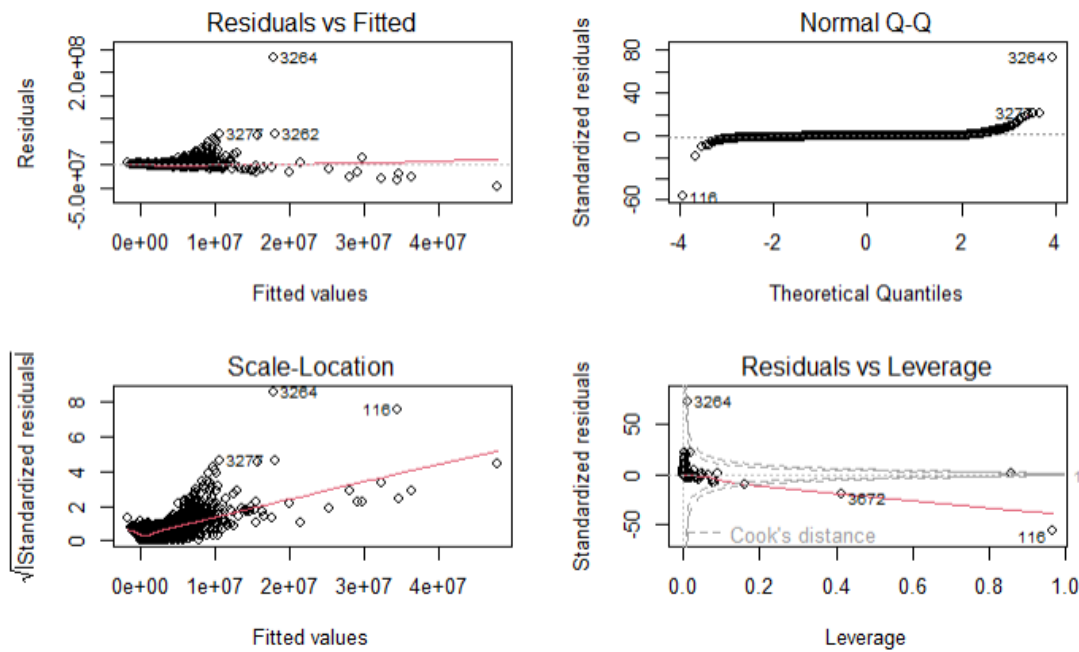 Residuals vs Fitted
Residuals
-5.0e+07
2.0e+08
3264
3277
3262
0e+00 1e+07 2e+07 3e+07 4e+07
Fitted values
Normal Q-Q
Standardized residuals
-60
0
40
80
3264
3277
116
-4 -2 0 2 4
Theoretical Quantiles
Scale-Location
√|Standardized residuals|
0
2
4
6
8
3264
116
3277
0e+00 1e+07 2e+07 3e+07 4e+07
Fitted values
Residuals vs Leverage
Standardized residuals
-50
0
50
3264
3672
116
1
Cook's distance
0.0 0.2 0.4 0.6 0.8 1.0
Leverage